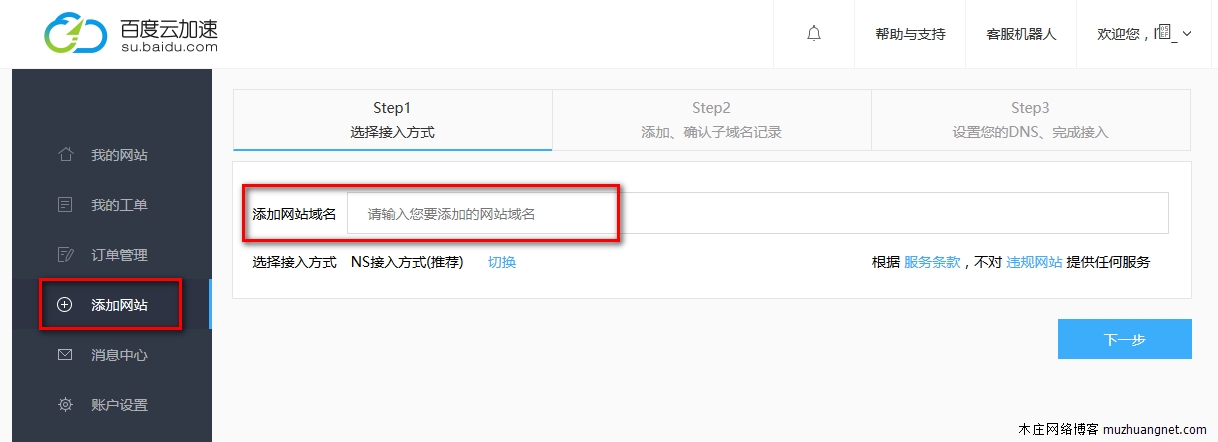 百度云加速
su.baidu.com
帮助与支持
客服机器人
欢迎您，
我的网站
我的工单
订单管理
添加网站
消息中心
账户设置
Step1
选择接入方式
Step2
添加、确认子域名记录
Step3
设置您的DNS、完成接入
添加网站域名 请输入您要添加的网站域名
选择接入方式 NS接入方式(推荐) 切换 根据 服务条款，不对 违规网站 提供任何服务
下一步
木庄网络博客 muzhuangnet.com